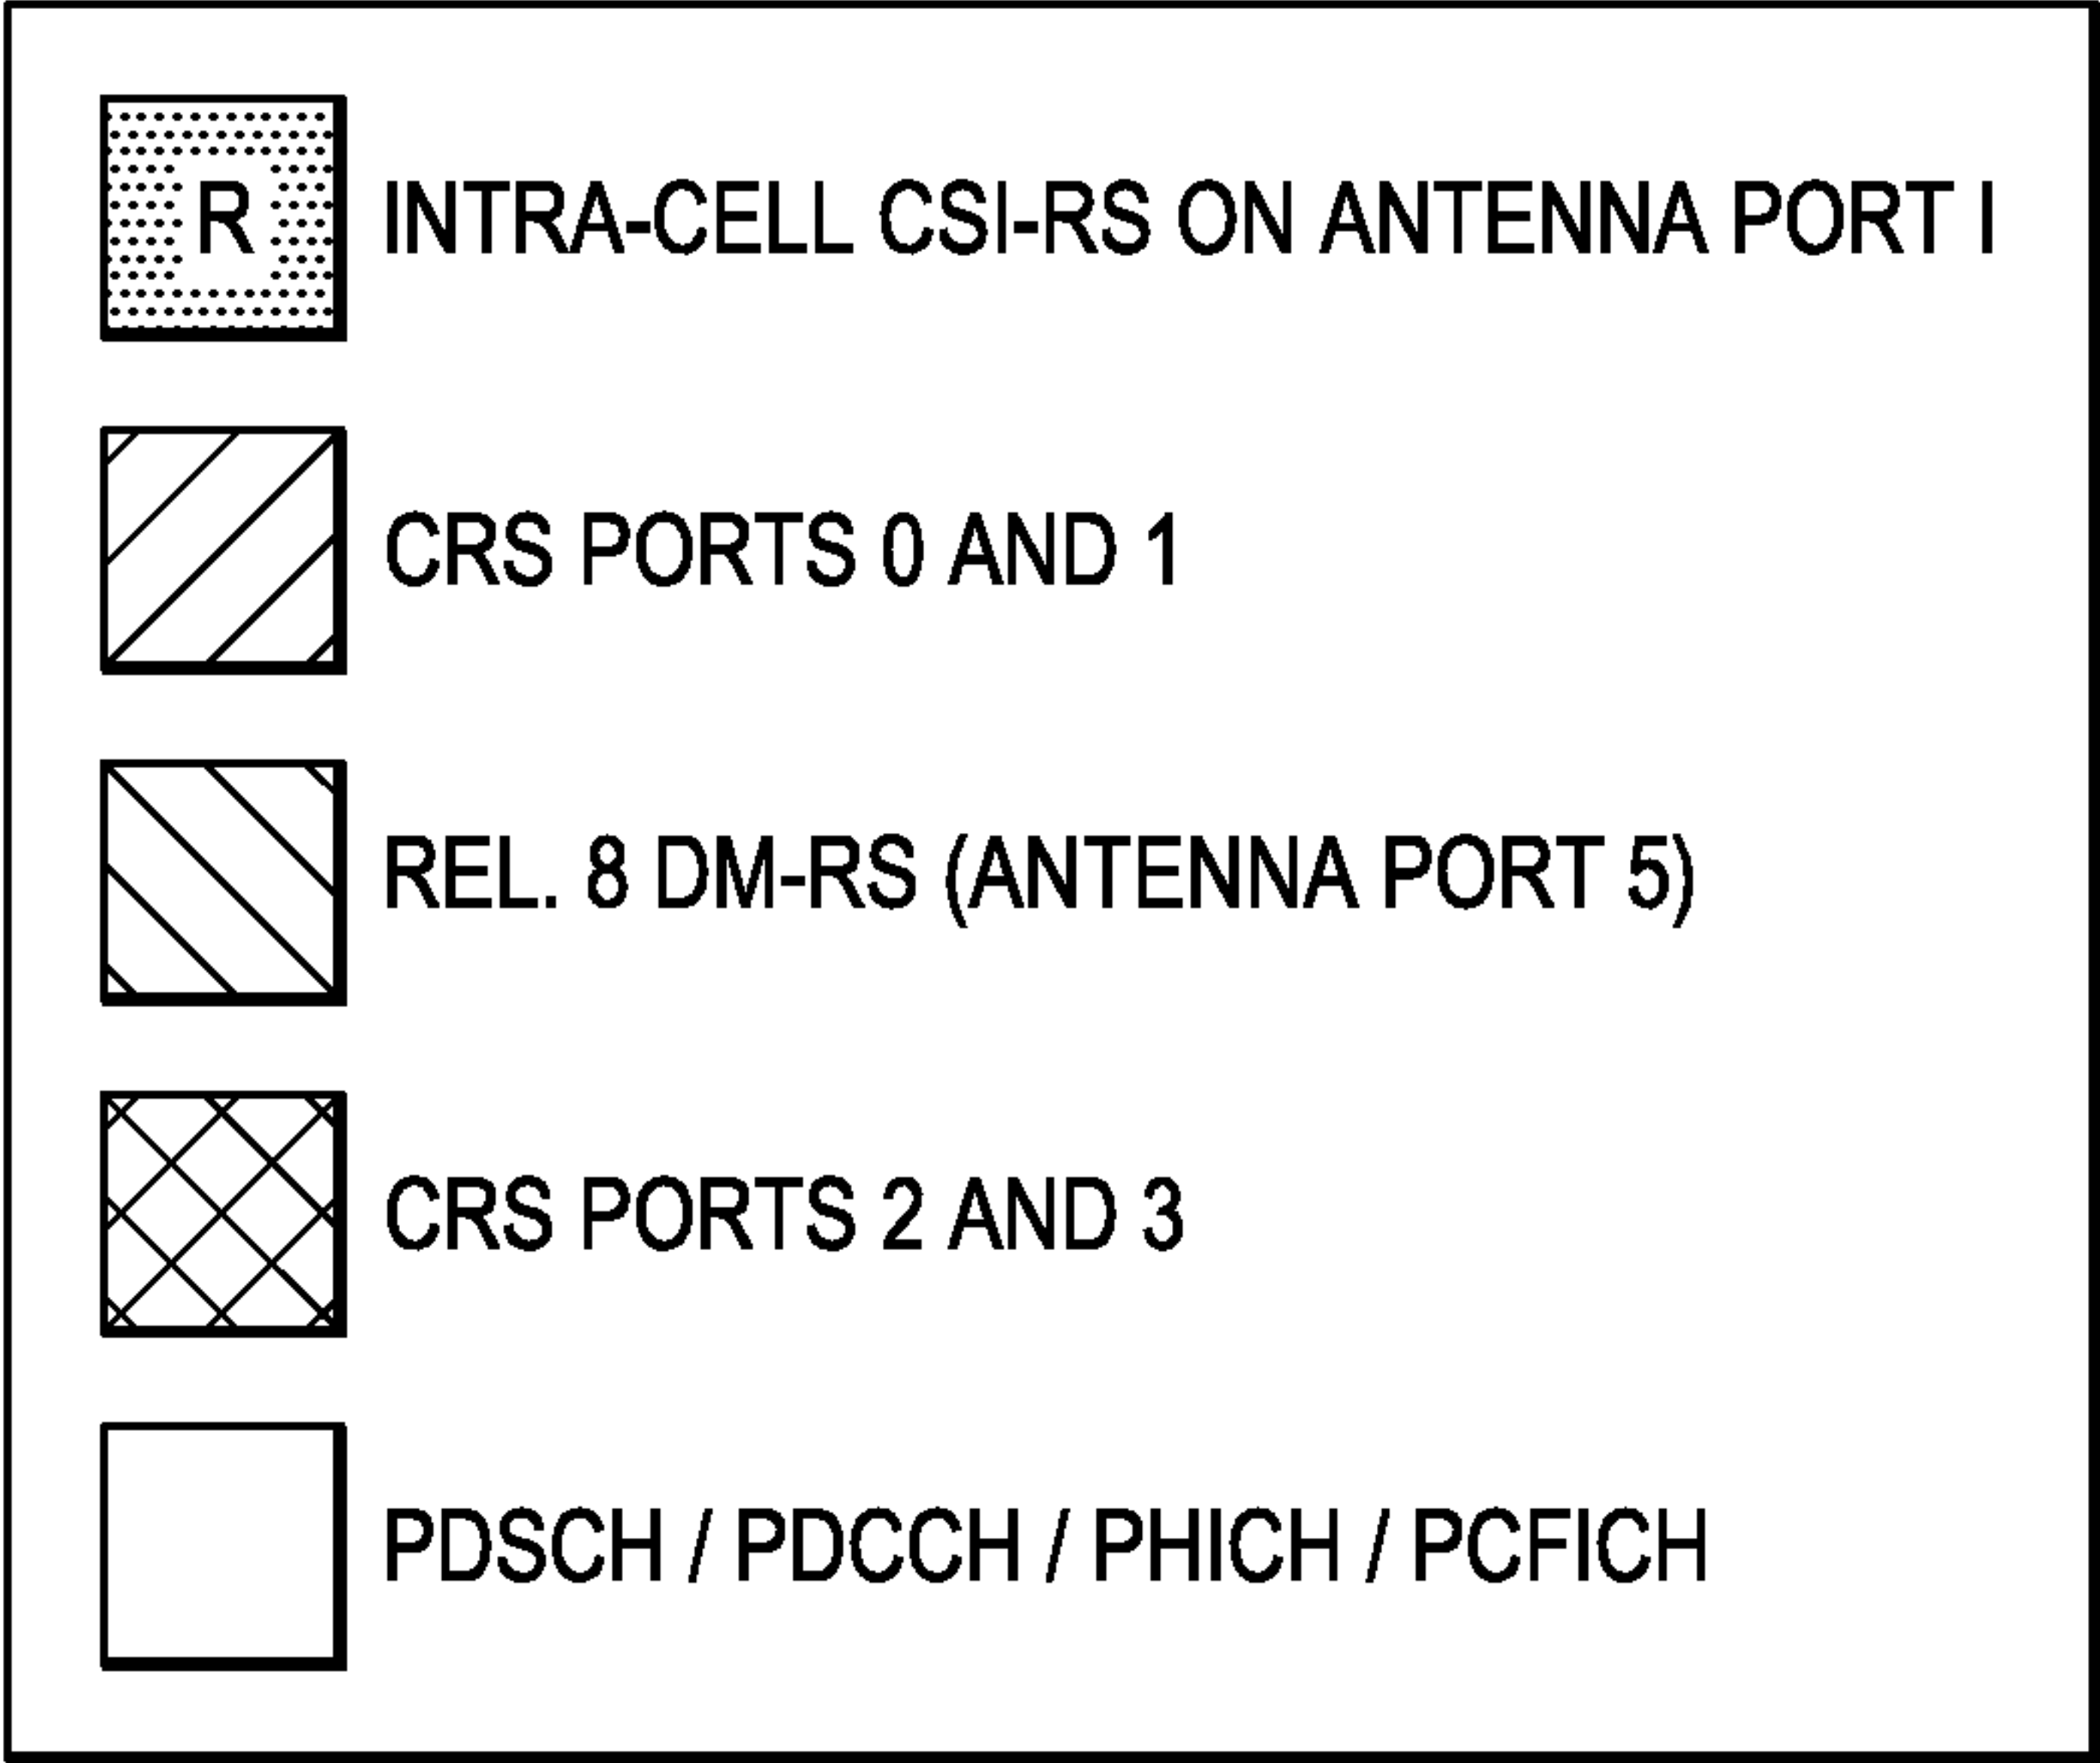 R INTRA-CELL CSI-RS ON ANTENNA PORT I
CRS PORTS 0 AND 1
REL. 8 DM-RS (ANTENNA PORT 5)
CRS PORTS 2 AND 3
PDSCH / PDCCH / PHICH / PCFICH